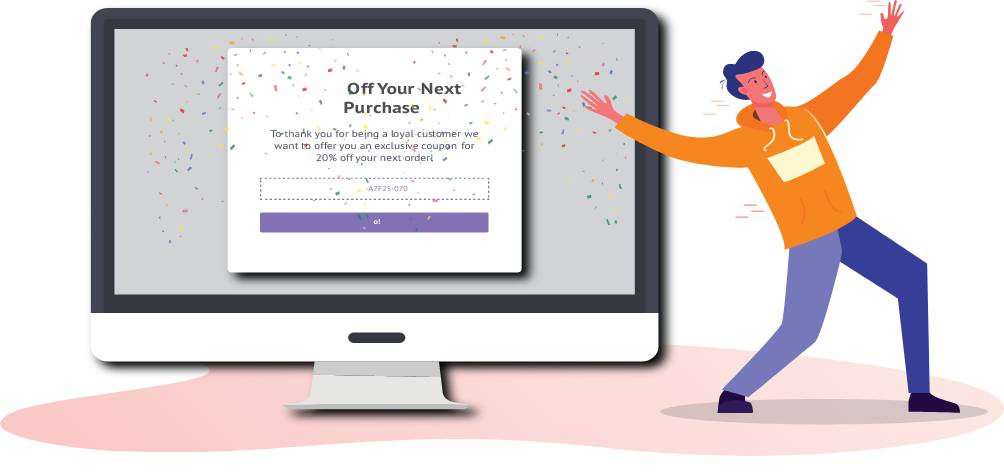 Off Your Next
Purchase
To thank you for being a loyal customer we
want to offer you an exclusive coupon for
20% off your next order!
-A7F25-070
o!